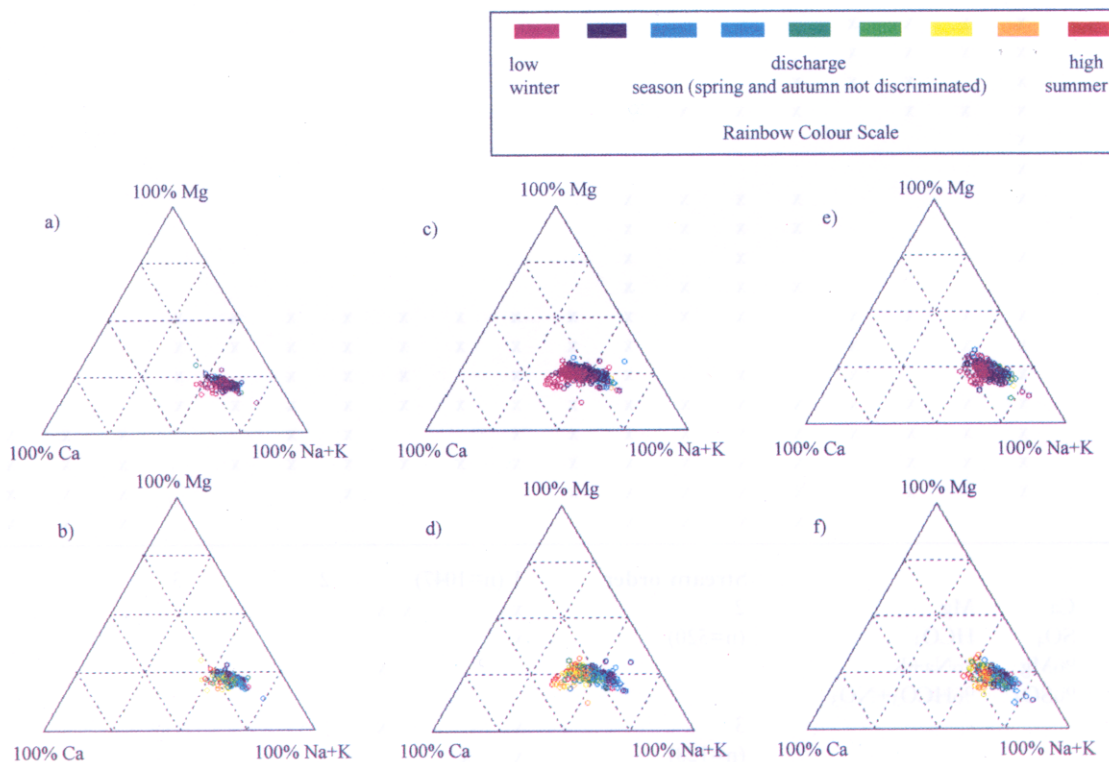 low discharge high
winter season (spring and autumn not discriminated) summer
Rainbow Colour Scale
100% Mg
a)
100% Ca 100% Na+K
100% Mg
c)
100% Ca 100% Na+K
100% Mg
e)
100% Ca 100% Na+K
100% Mg
b)
100% Ca 100% Na+K
100% Mg
d)
100% Ca 100% Na+K
100% Mg
f)
100% Ca 100% Na+K